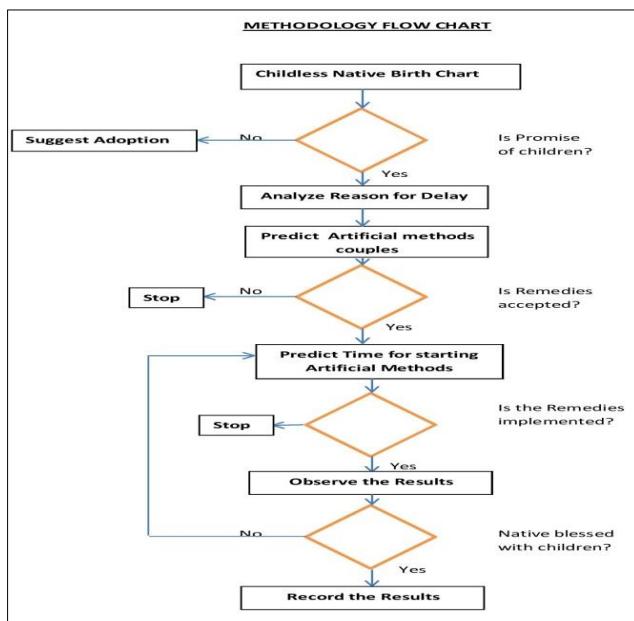 METHODOLOGY FLOW CHART
Childless Native Birth Chart
No
Suggest Adoption
Is Promise
of children?
Yes
Analyze Reason for Delay
Predict Artificial methods
couples
No
Stop
Is Remedies
accepted?
Yes
Predict Time for starting
Artificial Methods
Stop
Is the Remedies
implemented?
Yes
Observe the Results
No
Native blessed
with children?
Yes
Record the Results